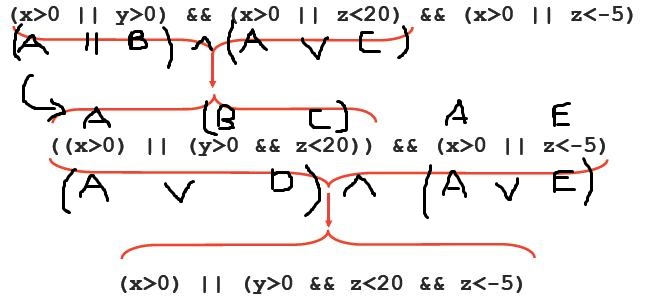 (x>0 || y>0) && (x>0 || z<20) && (x>0 || z<-5)
(A || B) ∧ (A ∨ C)
A (B C) A E
((x>0) || (y>0 && z<20)) && (x>0 || z<-5)
(A ∨ D) ∧ (A ∨ E)
(x>0) || (y>0 && z<20 && z<-5)